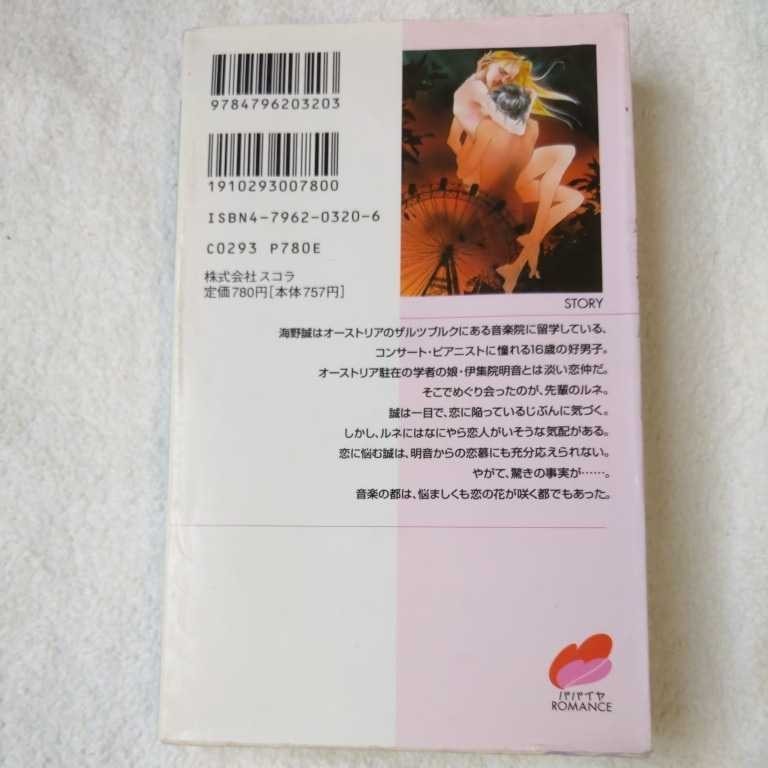 9784796203203
1910293007800
ISBN4-7962-0320-6
C0293 P780E
株式会社スコラ
定価780円[本体757円]
STORY
海野誠はオーストリアのザルツブルクにある音楽院に留学している、
コンサート・ピアニストに憧れる16歳の好男子。
オーストリア駐在の学者の娘・伊集院明音とは淡い恋仲だ。
そこでめぐり会ったのが、先輩のルネ。
誠は一目で、恋に陥っているじぶんに気づく。
しかし、ルネにはなにやら恋人がいそうな気配がある。
恋に悩む誠は、明音からの恋慕にも充分応えられない。
やがて、驚きの事実が……。
音楽の都は、悩ましくも恋の花が咲く都でもあった。
パパイヤ
ROMANCE